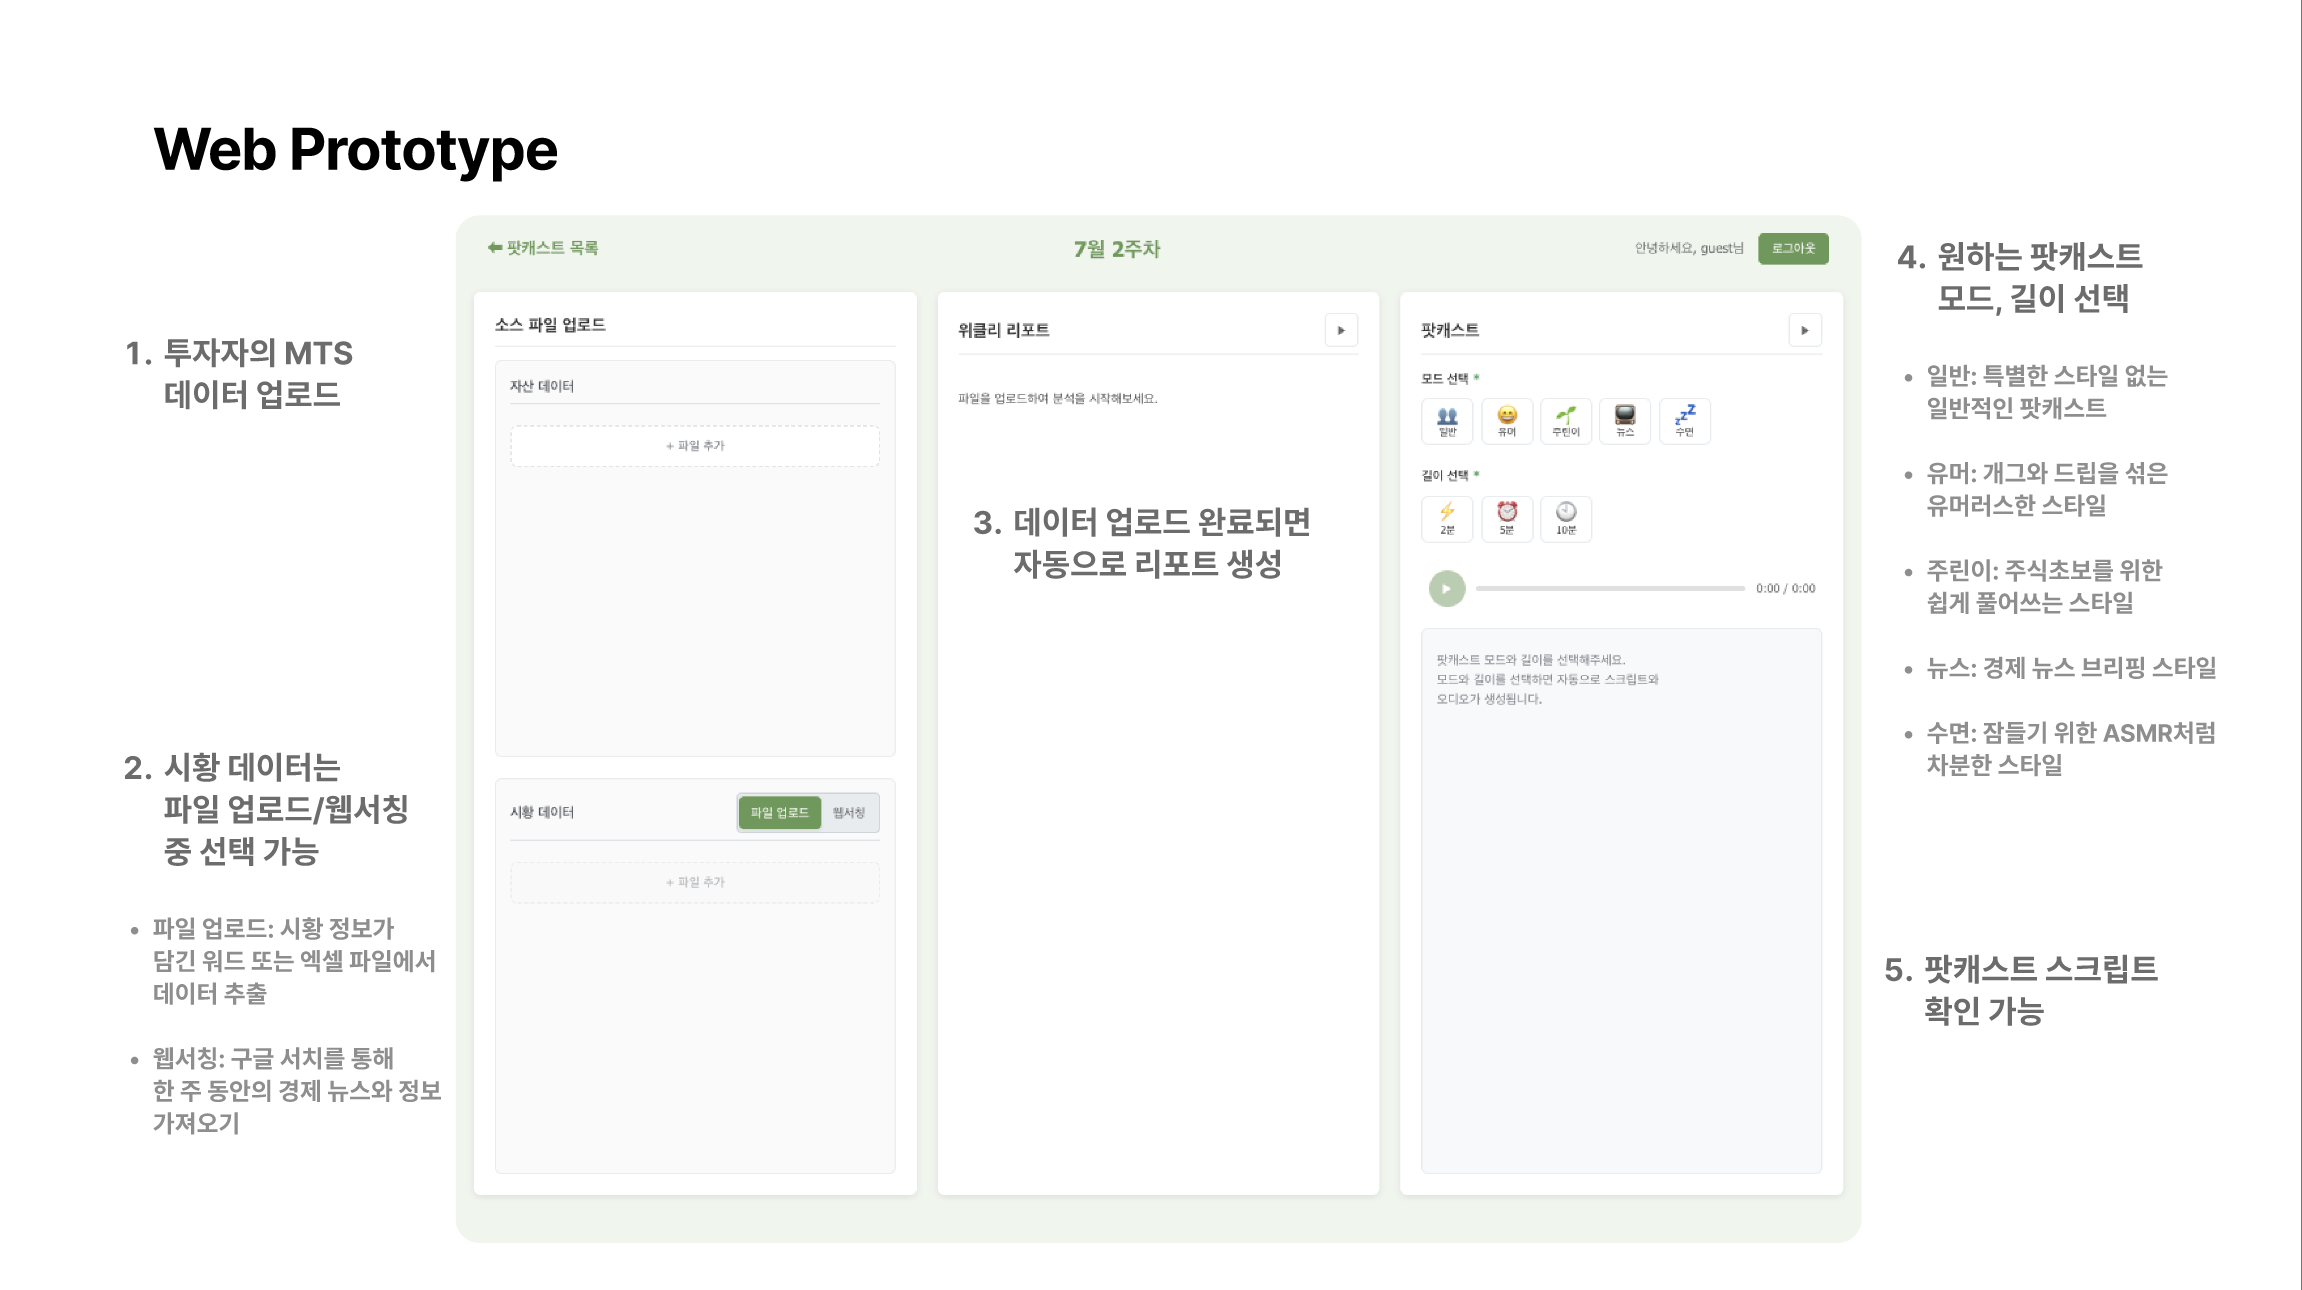 Web Prototype
1. 투자자의 MTS
데이터 업로드
2. 시황 데이터는
파일 업로드/웹서칭
중 선택 가능
• 파일 업로드: 시황 정보가
담긴 워드 또는 엑셀 파일에서
데이터 추출
• 웹서칭: 구글 서치를 통해
한 주 동안의 경제 뉴스와 정보
가져오기
팟캐스트 목록
7월 2주차
안녕하세요, guest님
로그아웃
소스 파일 업로드
자산 데이터
+ 파일 추가
시황 데이터
파일 업로드
웹서칭
+ 파일 추가
위클리 리포트
파일을 업로드하여 분석을 시작해보세요.
3. 데이터 업로드 완료되면
자동으로 리포트 생성
팟캐스트
모드 선택 *
일반
유머
주린이
뉴스
수면
길이 선택 *
2분
5분
10분
0:00 / 0:00
팟캐스트 모드와 길이를 선택해주세요.
모드와 길이를 선택하면 자동으로 스크립트와
오디오가 생성됩니다.
4. 원하는 팟캐스트
모드, 길이 선택
• 일반: 특별한 스타일 없는
일반적인 팟캐스트
• 유머: 개그와 드립을 섞은
유머러스한 스타일
• 주린이: 주식초보를 위한
쉽게 풀어쓰는 스타일
• 뉴스: 경제 뉴스 브리핑 스타일
• 수면: 잠들기 위한 ASMR처럼
차분한 스타일
5. 팟캐스트 스크립트
확인 가능